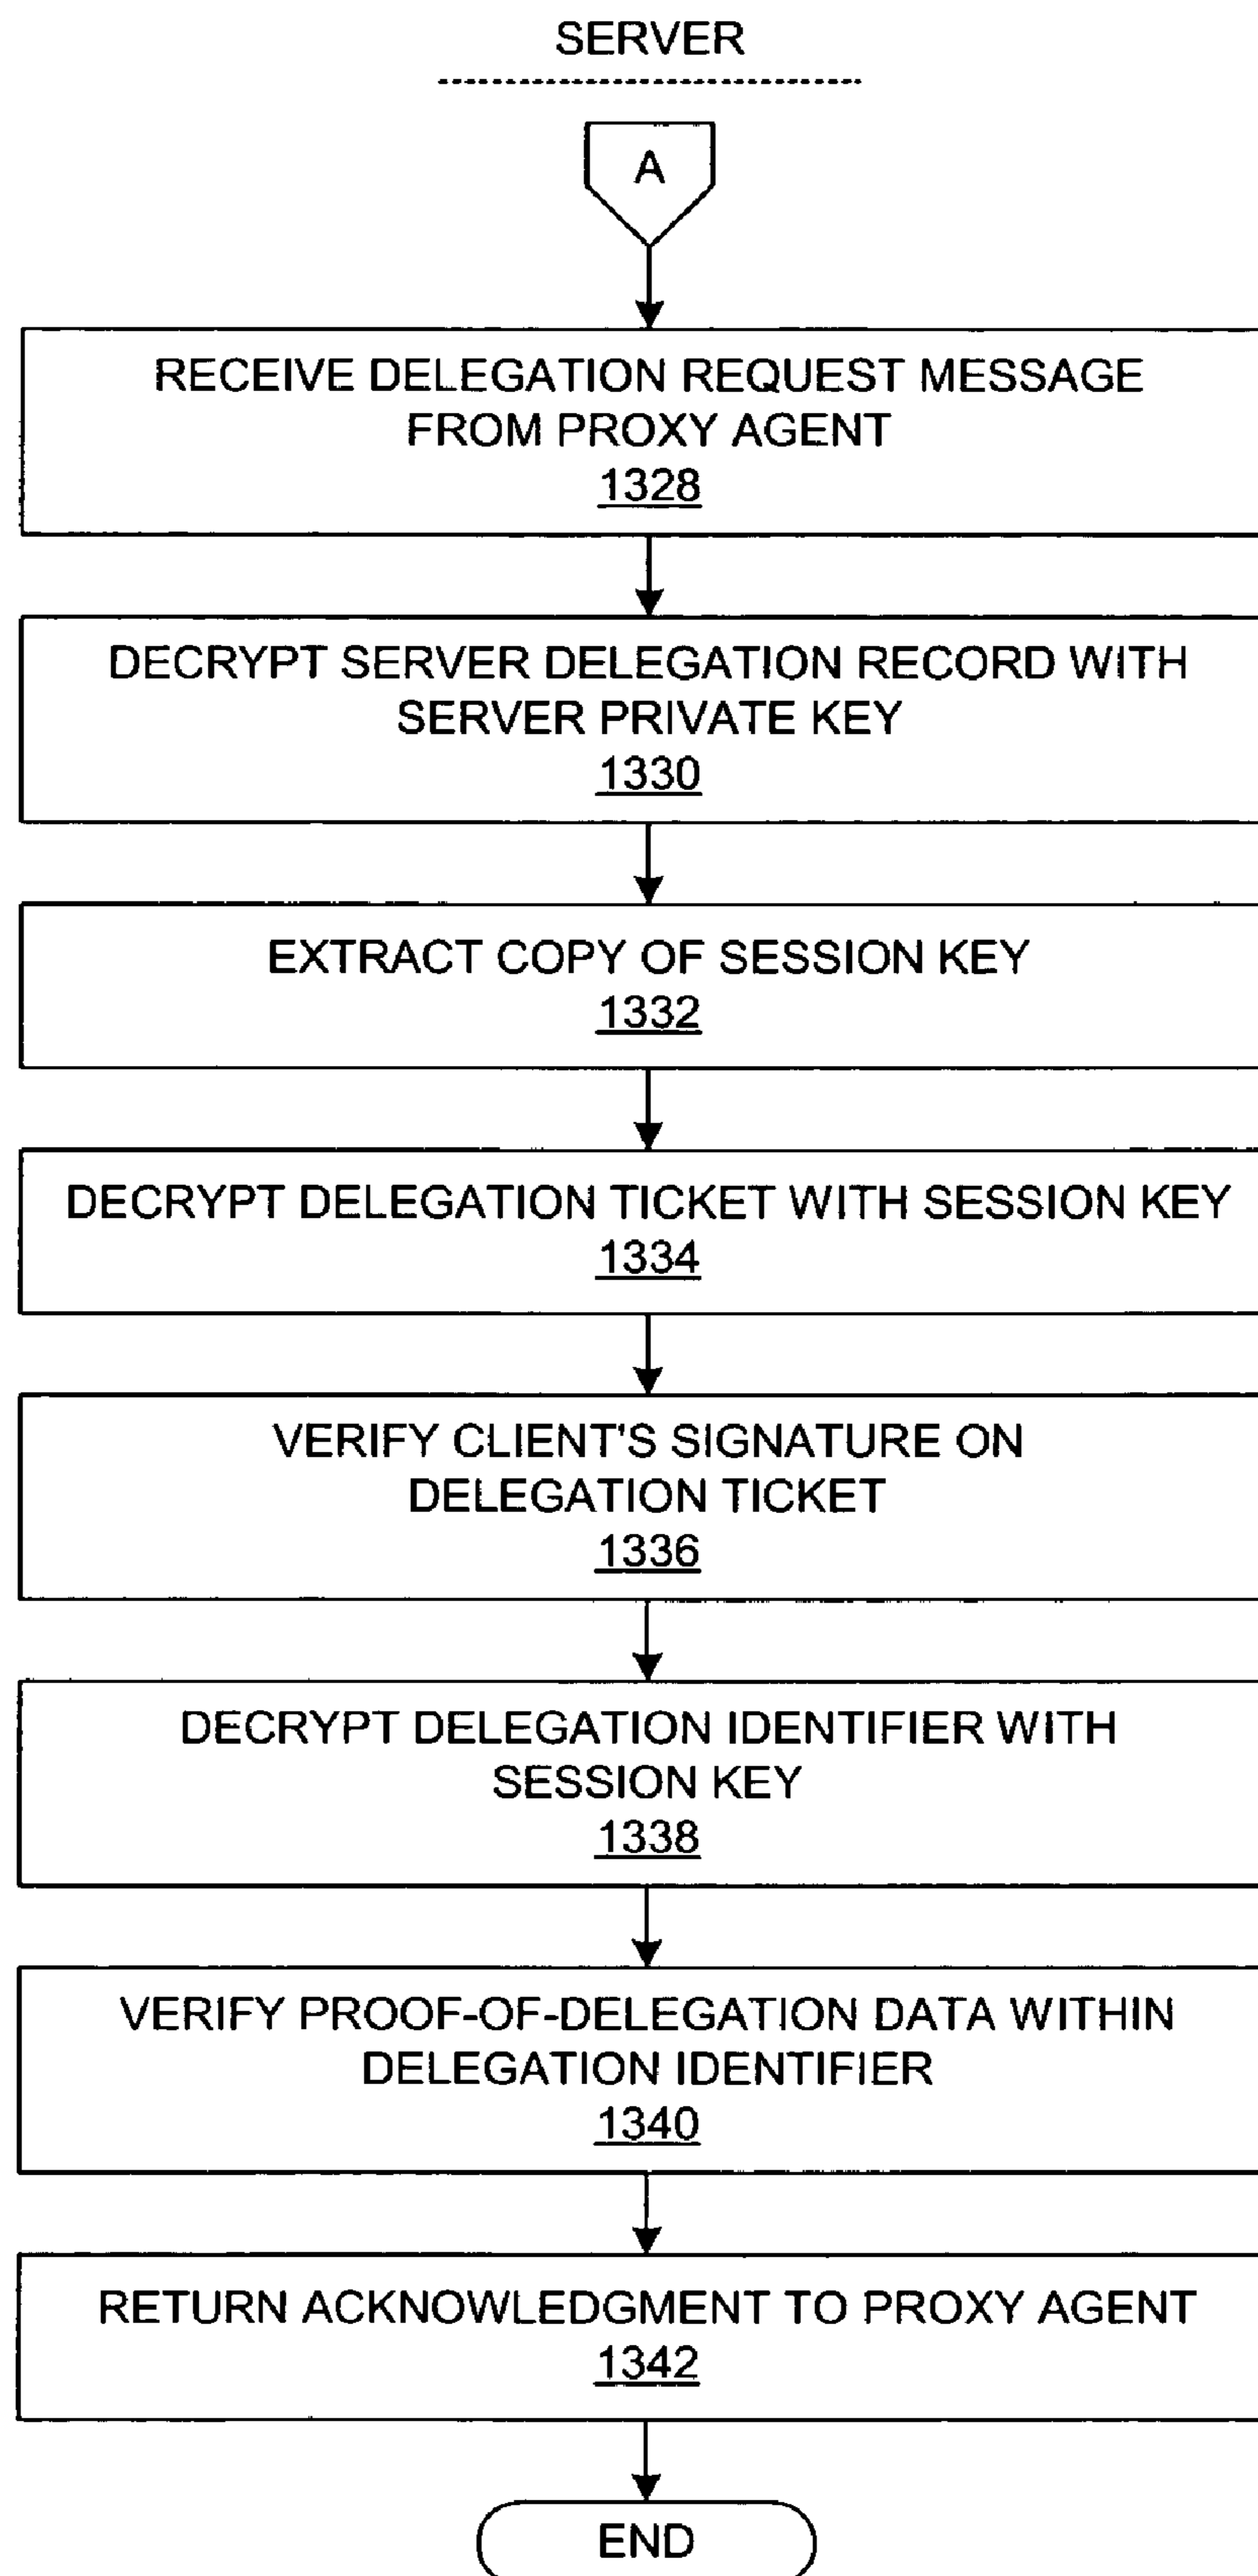 SERVER
A
RECEIVE DELEGATION REQUEST MESSAGE
FROM PROXY AGENT
1328
DECRYPT SERVER DELEGATION RECORD WITH
SERVER PRIVATE KEY
1330
EXTRACT COPY OF SESSION KEY
1332
DECRYPT DELEGATION TICKET WITH SESSION KEY
1334
VERIFY CLIENT'S SIGNATURE ON
DELEGATION TICKET
1336
DECRYPT DELEGATION IDENTIFIER WITH
SESSION KEY
1338
VERIFY PROOF-OF-DELEGATION DATA WITHIN
DELEGATION IDENTIFIER
1340
RETURN ACKNOWLEDGMENT TO PROXY AGENT
1342
END